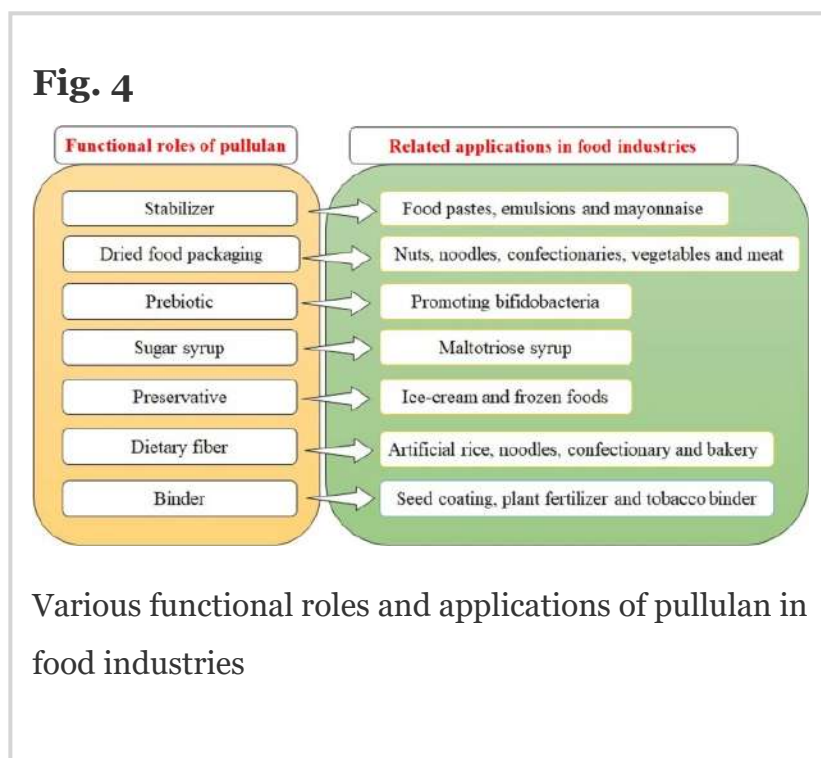 Fig. 4
Functional roles of pullulan
Related applications in food industries
Stabilizer
Food pastes, emulsions and mayonnaise
Dried food packaging
Nuts, noodles, confectionaries, vegetables and meat
Prebiotic
Promoting bifidobacteria
Sugar syrup
Maltotriose syrup
Preservative
Ice-cream and frozen foods
Dietary fiber
Artificial rice, noodles, confectionary and bakery
Binder
Seed coating, plant fertilizer and tobacco binder
Various functional roles and applications of pullulan in
food industries